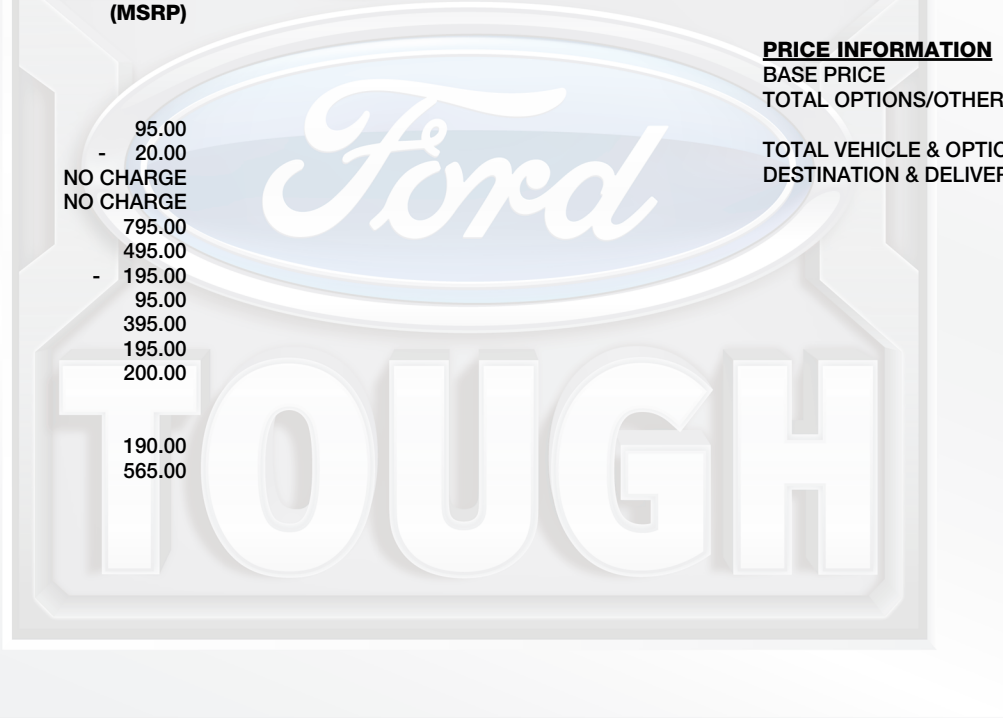 (MSRP)
95.00
- 20.00
NO CHARGE
NO CHARGE
795.00
495.00
- 195.00
95.00
395.00
195.00
200.00
190.00
565.00
PRICE INFORMATION
BASE PRICE
TOTAL OPTIONS/OTHER
TOTAL VEHICLE & OPTIO
DESTINATION & DELIVER
Ford
TOUGH